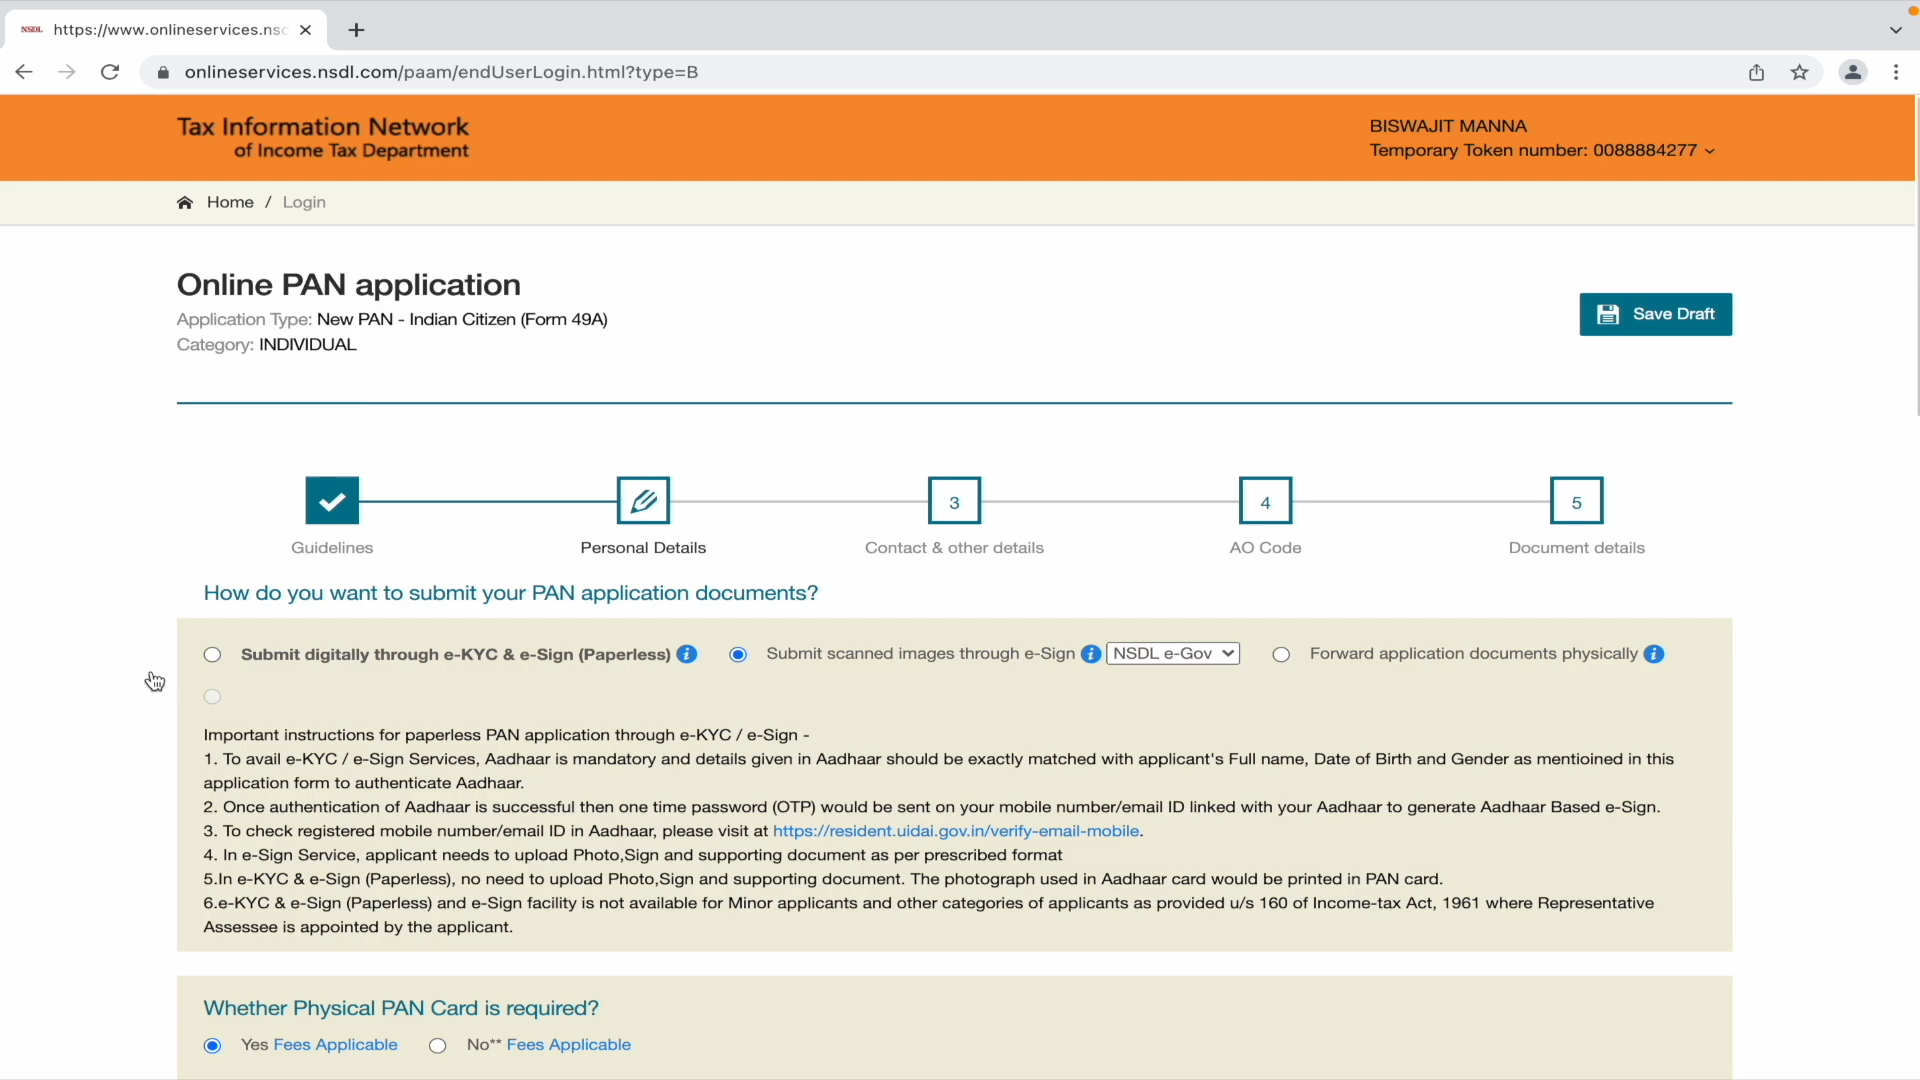 NSDL https://www.onlineservices.nsd
onlineservices.nsdl.com/paam/endUserLogin.html?type=B
Tax Information Network
of Income Tax Department
BISWAJIT MANNA
Temporary Token number: 0088884277
Home / Login
Online PAN application
Application Type: New PAN - Indian Citizen (Form 49A)
Category: INDIVIDUAL
Save Draft
3 4 5
Guidelines Personal Details Contact & other details AO Code Document details
How do you want to submit your PAN application documents?
Submit digitally through e-KYC & e-Sign (Paperless) i Submit scanned images through e-Sign i NSDL e-Gov Forward application documents physically i
Important instructions for paperless PAN application through e-KYC / e-Sign -
1. To avail e-KYC / e-Sign Services, Aadhaar is mandatory and details given in Aadhaar should be exactly matched with applicant's Full name, Date of Birth and Gender as mentioined in this
application form to authenticate Aadhaar.
2. Once authentication of Aadhaar is successful then one time password (OTP) would be sent on your mobile number/email ID linked with your Aadhaar to generate Aadhaar Based e-Sign.
3. To check registered mobile number/email ID in Aadhaar, please visit at https://resident.uidai.gov.in/verify-email-mobile.
4. In e-Sign Service, applicant needs to upload Photo,Sign and supporting document as per prescribed format
5.In e-KYC & e-Sign (Paperless), no need to upload Photo,Sign and supporting document. The photograph used in Aadhaar card would be printed in PAN card.
6.e-KYC & e-Sign (Paperless) and e-Sign facility is not available for Minor applicants and other categories of applicants as provided u/s 160 of Income-tax Act, 1961 where Representative
Assessee is appointed by the applicant.
Whether Physical PAN Card is required?
Yes Fees Applicable No** Fees Applicable